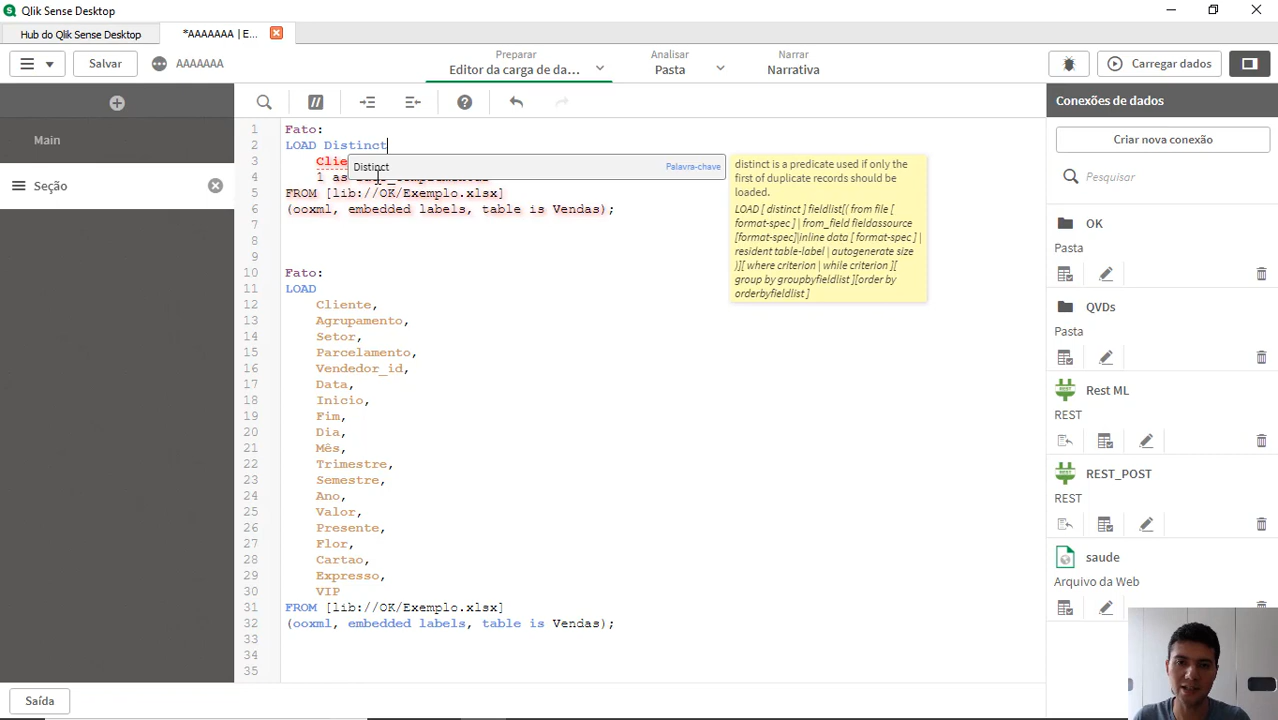 Qlik Sense Desktop
Hub do Qlik Sense Desktop
*AAAAAAA | E...
Salvar
AAAAAAA
Preparar
Editor da carga de da...
Analisar
Pasta
Narrar
Narrativa
Carregar dados
Main
Seção
1 Fato:
2 LOAD Distinct
3 Clie
Distinct Palavra-chave
4 1 as
5 FROM [lib://OK/Exemplo.xlsx]
6 (ooxml, embedded labels, table is Vendas);
7
8
9
10 Fato:
11 LOAD
12 Cliente,
13 Agrupamento,
14 Setor,
15 Parcelamento,
16 Vendedor_id,
17 Data,
18 Inicio,
19 Fim,
20 Dia,
21 Mês,
22 Trimestre,
23 Semestre,
24 Ano,
25 Valor,
26 Presente,
27 Flor,
28 Cartao,
29 Expresso,
30 VIP
31 FROM [lib://OK/Exemplo.xlsx]
32 (ooxml, embedded labels, table is Vendas);
33
34
35
distinct is a predicate used if only the
first of duplicate records should be
loaded.
LOAD [ distinct ] fieldlist[( from file [
format-spec ] | from_field fieldassource
[format-spec]|inline data [ format-spec ] |
resident table-label | autogenerate size
)][ where criterion | while criterion ][
group by groupbyfieldlist ][order by
orderbyfieldlist ]
Conexões de dados
Criar nova conexão
Pesquisar
OK
Pasta
QVDs
Pasta
Rest ML
REST
REST_POST
REST
saude
Arquivo da Web
Saída